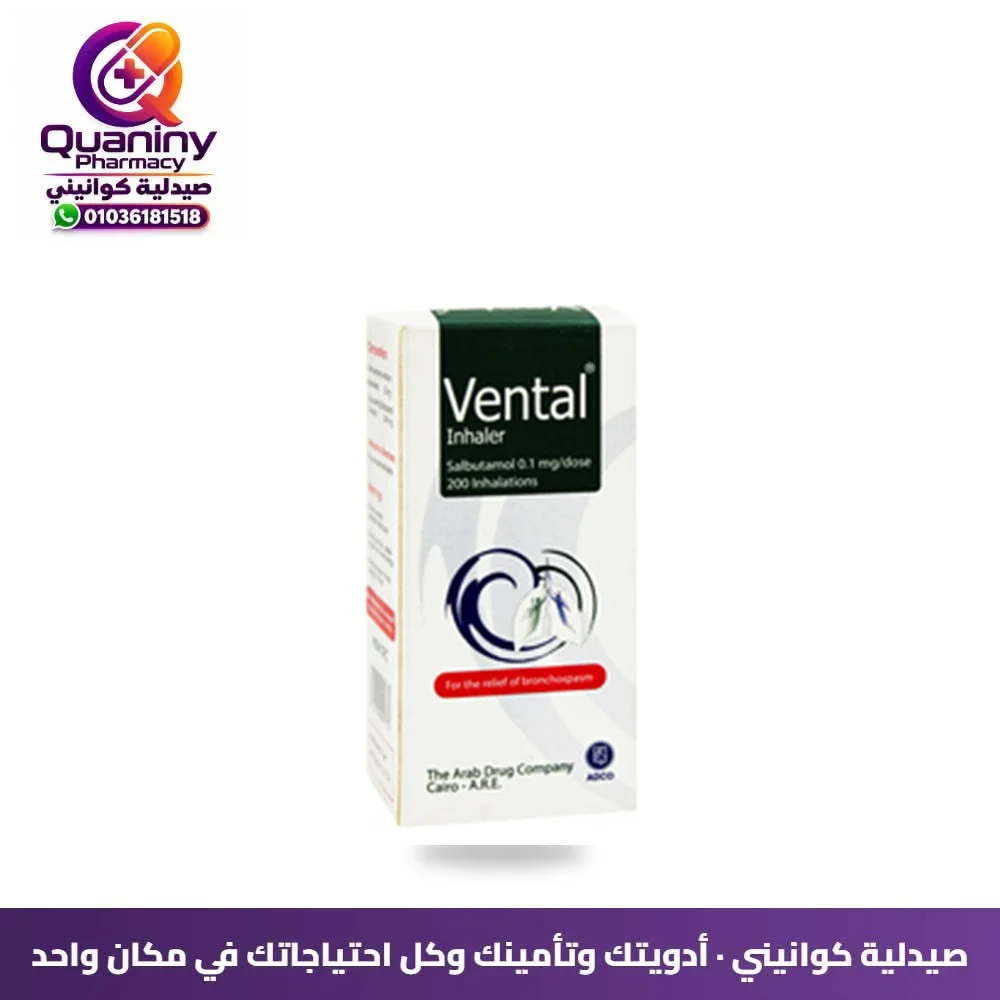 Quaniny
Pharmacy
صيدلية كوانيني
01036181518
Vental®
Inhaler
Salbutamol 0.1 mg/dose
200 Inhalations
For the relief of bronchospasm
The Arab Drug Company
Cairo - A.R.E.
ADCO
صيدلية كوانيني · أدويتك وتأمينك وكل احتياجاتك في مكان واحد